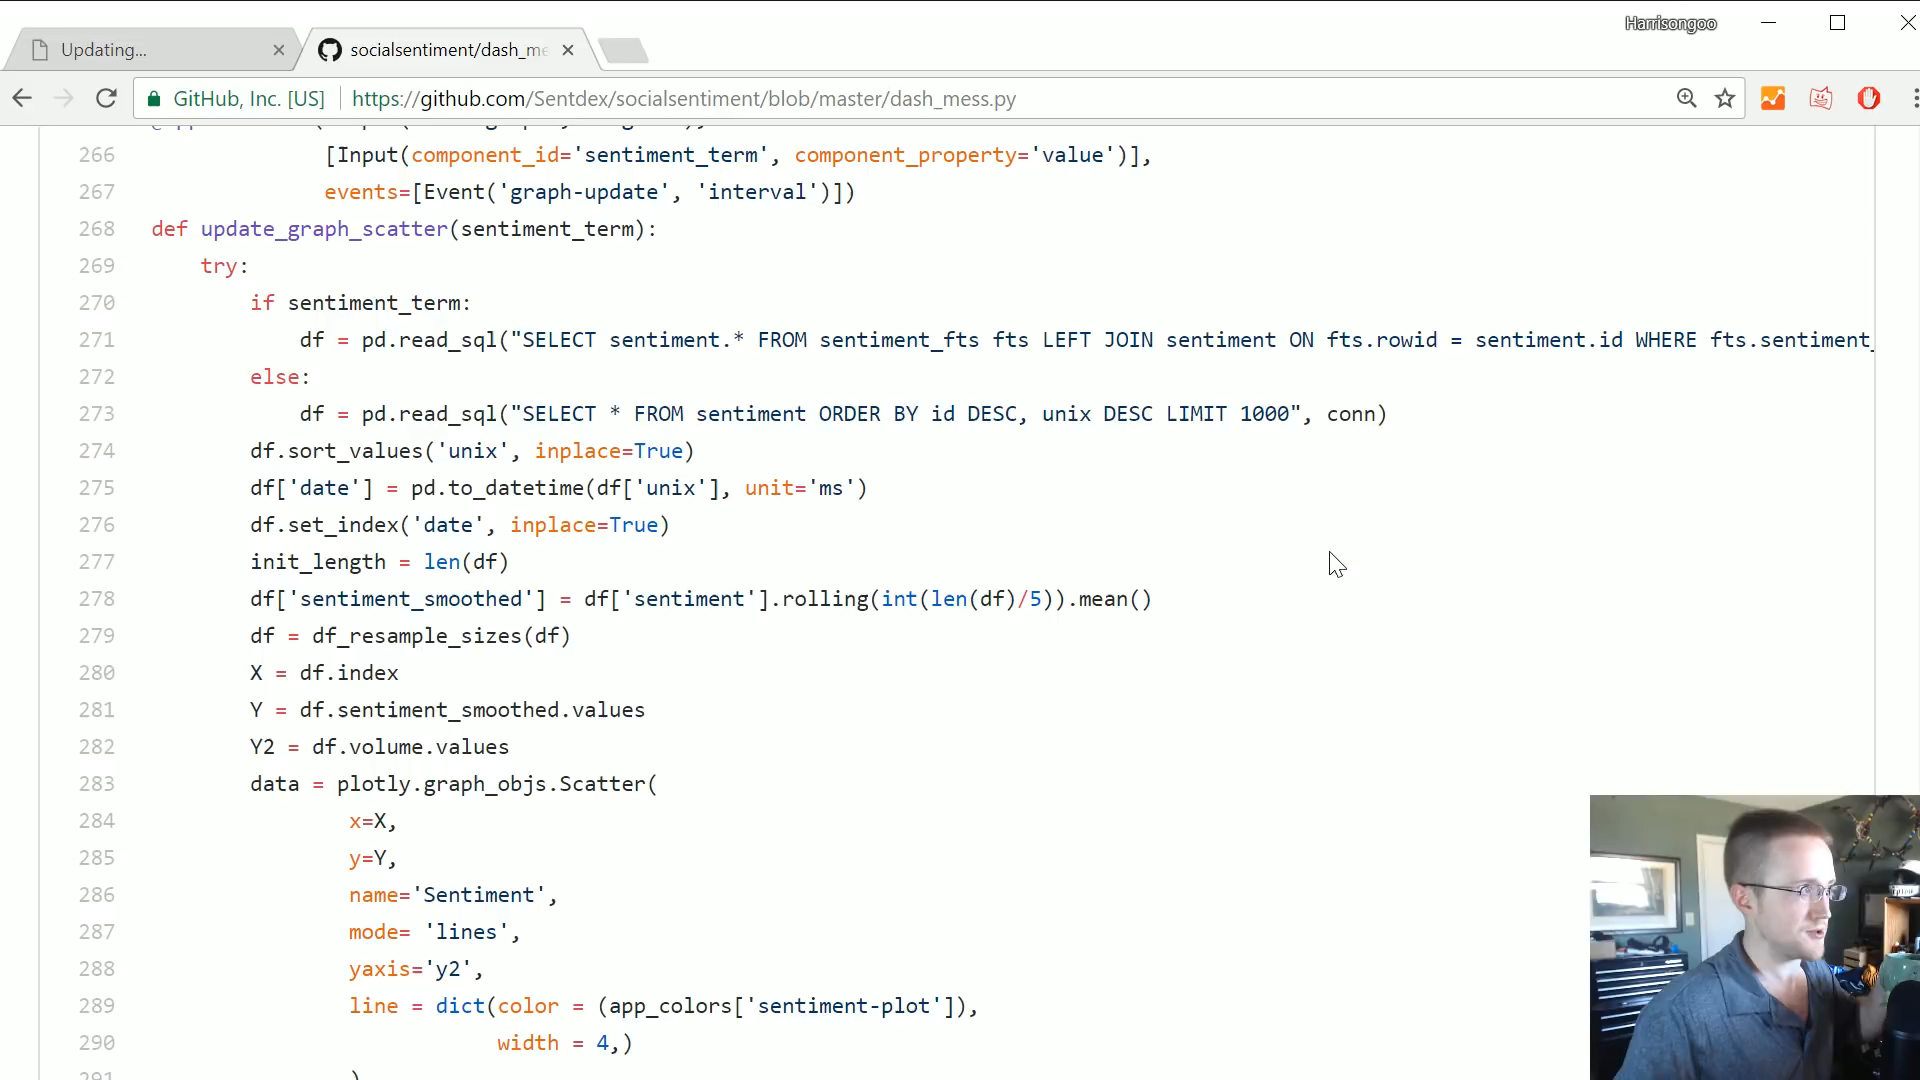 Harrisongoo
Updating...
socialsentiment/dash_me
GitHub, Inc. [US]
https://github.com/Sentdex/socialsentiment/blob/master/dash_mess.py
266 [Input(component_id='sentiment_term', component_property='value')],
267 events=[Event('graph-update', 'interval')])
268 def update_graph_scatter(sentiment_term):
269 try:
270 if sentiment_term:
271 df = pd.read_sql("SELECT sentiment.* FROM sentiment_fts fts LEFT JOIN sentiment ON fts.rowid = sentiment.id WHERE fts.sentiment_
272 else:
273 df = pd.read_sql("SELECT * FROM sentiment ORDER BY id DESC, unix DESC LIMIT 1000", conn)
274 df.sort_values('unix', inplace=True)
275 df['date'] = pd.to_datetime(df['unix'], unit='ms')
276 df.set_index('date', inplace=True)
277 init_length = len(df)
278 df['sentiment_smoothed'] = df['sentiment'].rolling(int(len(df)/5)).mean()
279 df = df_resample_sizes(df)
280 X = df.index
281 Y = df.sentiment_smoothed.values
282 Y2 = df.volume.values
283 data = plotly.graph_objs.Scatter(
284 x=X,
285 y=Y,
286 name='Sentiment',
287 mode= 'lines',
288 yaxis='y2',
289 line = dict(color = (app_colors['sentiment-plot']),
290 width = 4,)
291 )